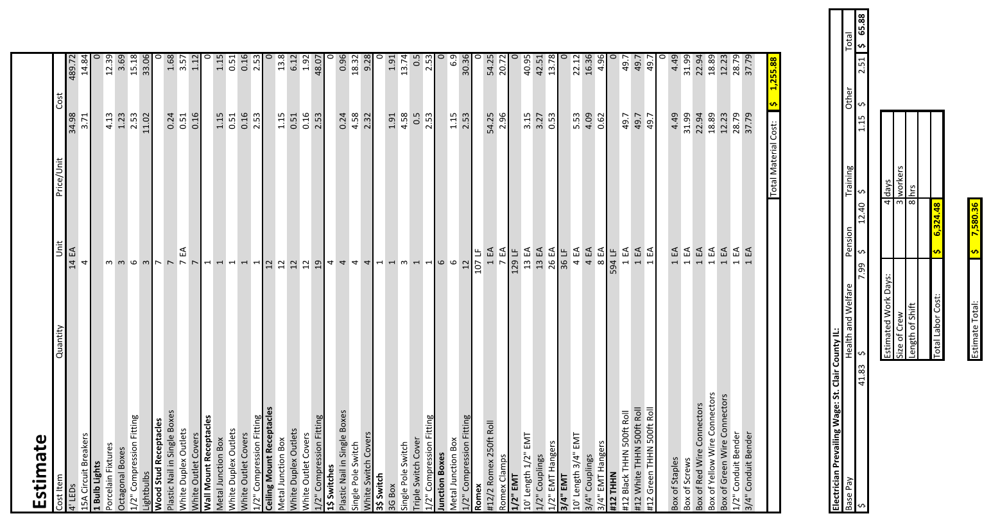 Estimate
Cost Item Quantity Unit Price/Unit Cost
4' LEDs 14 EA 34.98 489.72
15A Circuit Breakers 4 3.71 14.84
1 Bulb Lights 0
Porcelain Fixtures 3 4.13 12.39
Octagonal Boxes 3 1.23 3.69
1/2" Compression Fitting 6 2.53 15.18
Lightbulbs 3 11.02 33.06
Wood Stud Receptacles 7 0
Plastic Nail in Single Boxes 7 0.24 1.68
White Duplex Outlets 7 EA 0.51 3.57
White Outlet Covers 7 0.16 1.12
Wall Mount Receptacles 1 0
Metal Junction Box 1 1.15 1.15
White Duplex Outlets 1 0.51 0.51
White Outlet Covers 1 0.16 0.16
1/2" Compression Fitting 1 2.53 2.53
Ceiling Mount Receptacles 12 0
Metal Junction Box 12 1.15 13.8
White Duplex Outlets 12 0.51 6.12
White Outlet Covers 12 0.16 1.92
1/2" Compression Fitting 19 2.53 48.07
1$ Switches 4 0
Plastic Nail in Single Boxes 4 0.24 0.96
Single Pole Switch 4 4.58 18.32
White Switch Covers 4 2.32 9.28
3$ Switch 1 0
3G Box 1 1.91 1.91
Single Pole Switch 3 4.58 13.74
Triple Switch Cover 1 0.5 0.5
1/2" Compression Fitting 1 2.53 2.53
Junction Boxes 6 0
Metal Junction Box 6 1.15 6.9
1/2" Compression Fitting 12 2.53 30.36
Romex 107 LF 0
#12/2 Romex 250ft Roll 1 EA 54.25 54.25
Romex Clamps 7 EA 2.96 20.72
1/2" EMT 129 LF 0
10' Length 1/2" EMT 13 EA 3.15 40.95
1/2" Couplings 13 EA 3.27 42.51
1/2" EMT Hangers 26 EA 0.53 13.78
3/4" EMT 36 LF 0
10' Length 3/4" EMT 4 EA 5.53 22.12
3/4" Couplings 4 EA 4.09 16.36
3/4" EMT Hangers 8 EA 0.62 4.96
#12 THHN 594 LF 0
#12 Black THHN 500ft Roll 1 EA 49.7 49.7
#12 White THHN 500ft Roll 1 EA 49.7 49.7
#12 Green THHN 500ft Roll 1 EA 49.7 49.7
0
Box of Staples 1 EA 4.49 4.49
Box of Screws 1 EA 31.99 31.99
Box of Red Wire Connectors 1 EA 22.94 22.94
Box of Yellow Wire Connectors 1 EA 18.89 18.89
Box of Green Wire Connectors 1 EA 12.23 12.23
1/2" Conduit Bender 1 EA 28.79 28.79
3/4" Conduit Bender 1 EA 37.79 37.79
Total Material Cost: $ 1,255.88
Electrician Prevailing Wage: St. Clair County IL:
Base Pay Health and Welfare Pension Training Other Total
$ 41.83 $ 7.99 $ 12.40 $ 1.15 $ 2.51 $ 65.88
Estimated Work Days: 4 days
Size of Crew 3 workers
Length of Shift 8 hrs
Total Labor Cost: $ 6,324.48
Estimate Total: $ 7,580.36